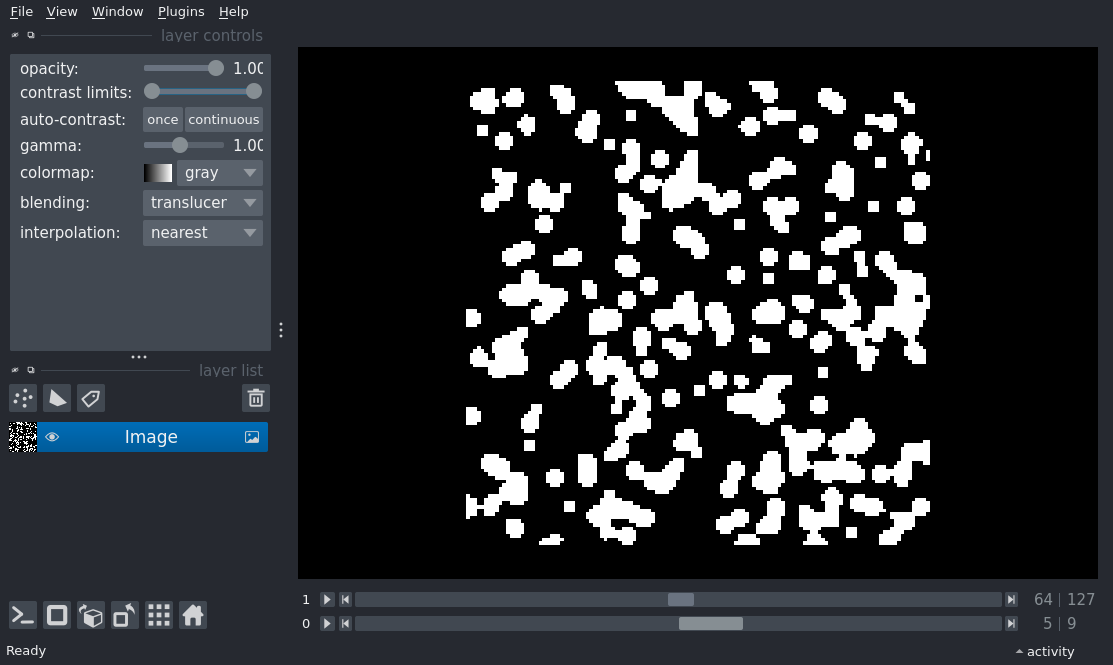 File View Window Plugins Help
layer controls
opacity: 1.00
contrast limits:
auto-contrast: once continuous
gamma: 1.00
colormap: gray
blending: translucer
interpolation: nearest
layer list
Image
1 64 | 127
0 5 | 9
Ready activity